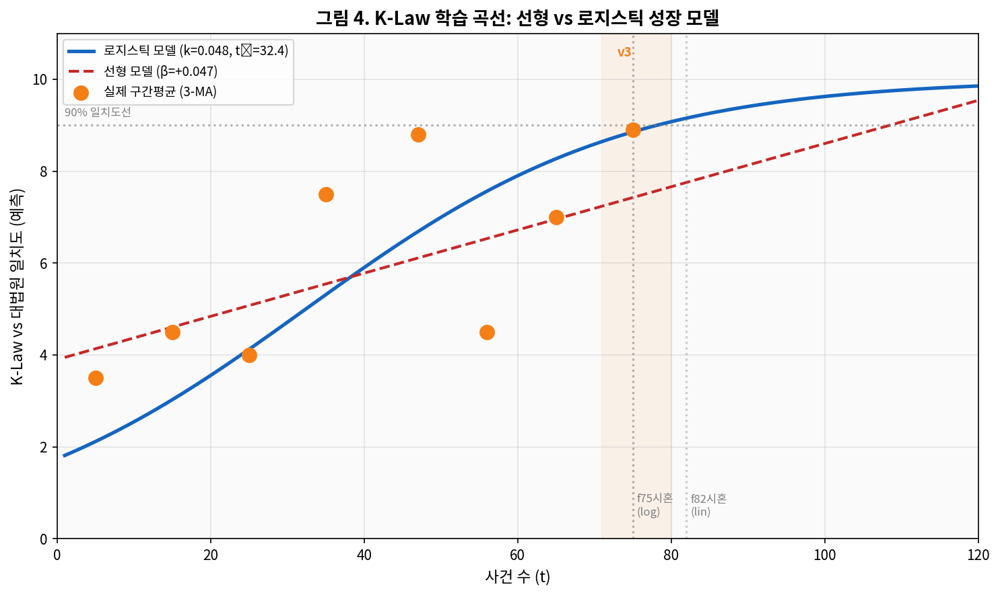 그림 4. K-Law 학습 곡선: 선형 vs 로지스틱 성장 모델
로지스틱 모델 (k=0.048, t□=32.4)
선형 모델 (β=+0.047)
실제 구간평균 (3-MA)
90% 일치도선
v3
f75시혼
(log)
f82시혼
(lin)
K-Law vs 대법원 일치도 (예측)
10
8
6
4
2
0
0 20 40 60 80 100 120
사건 수 (t)